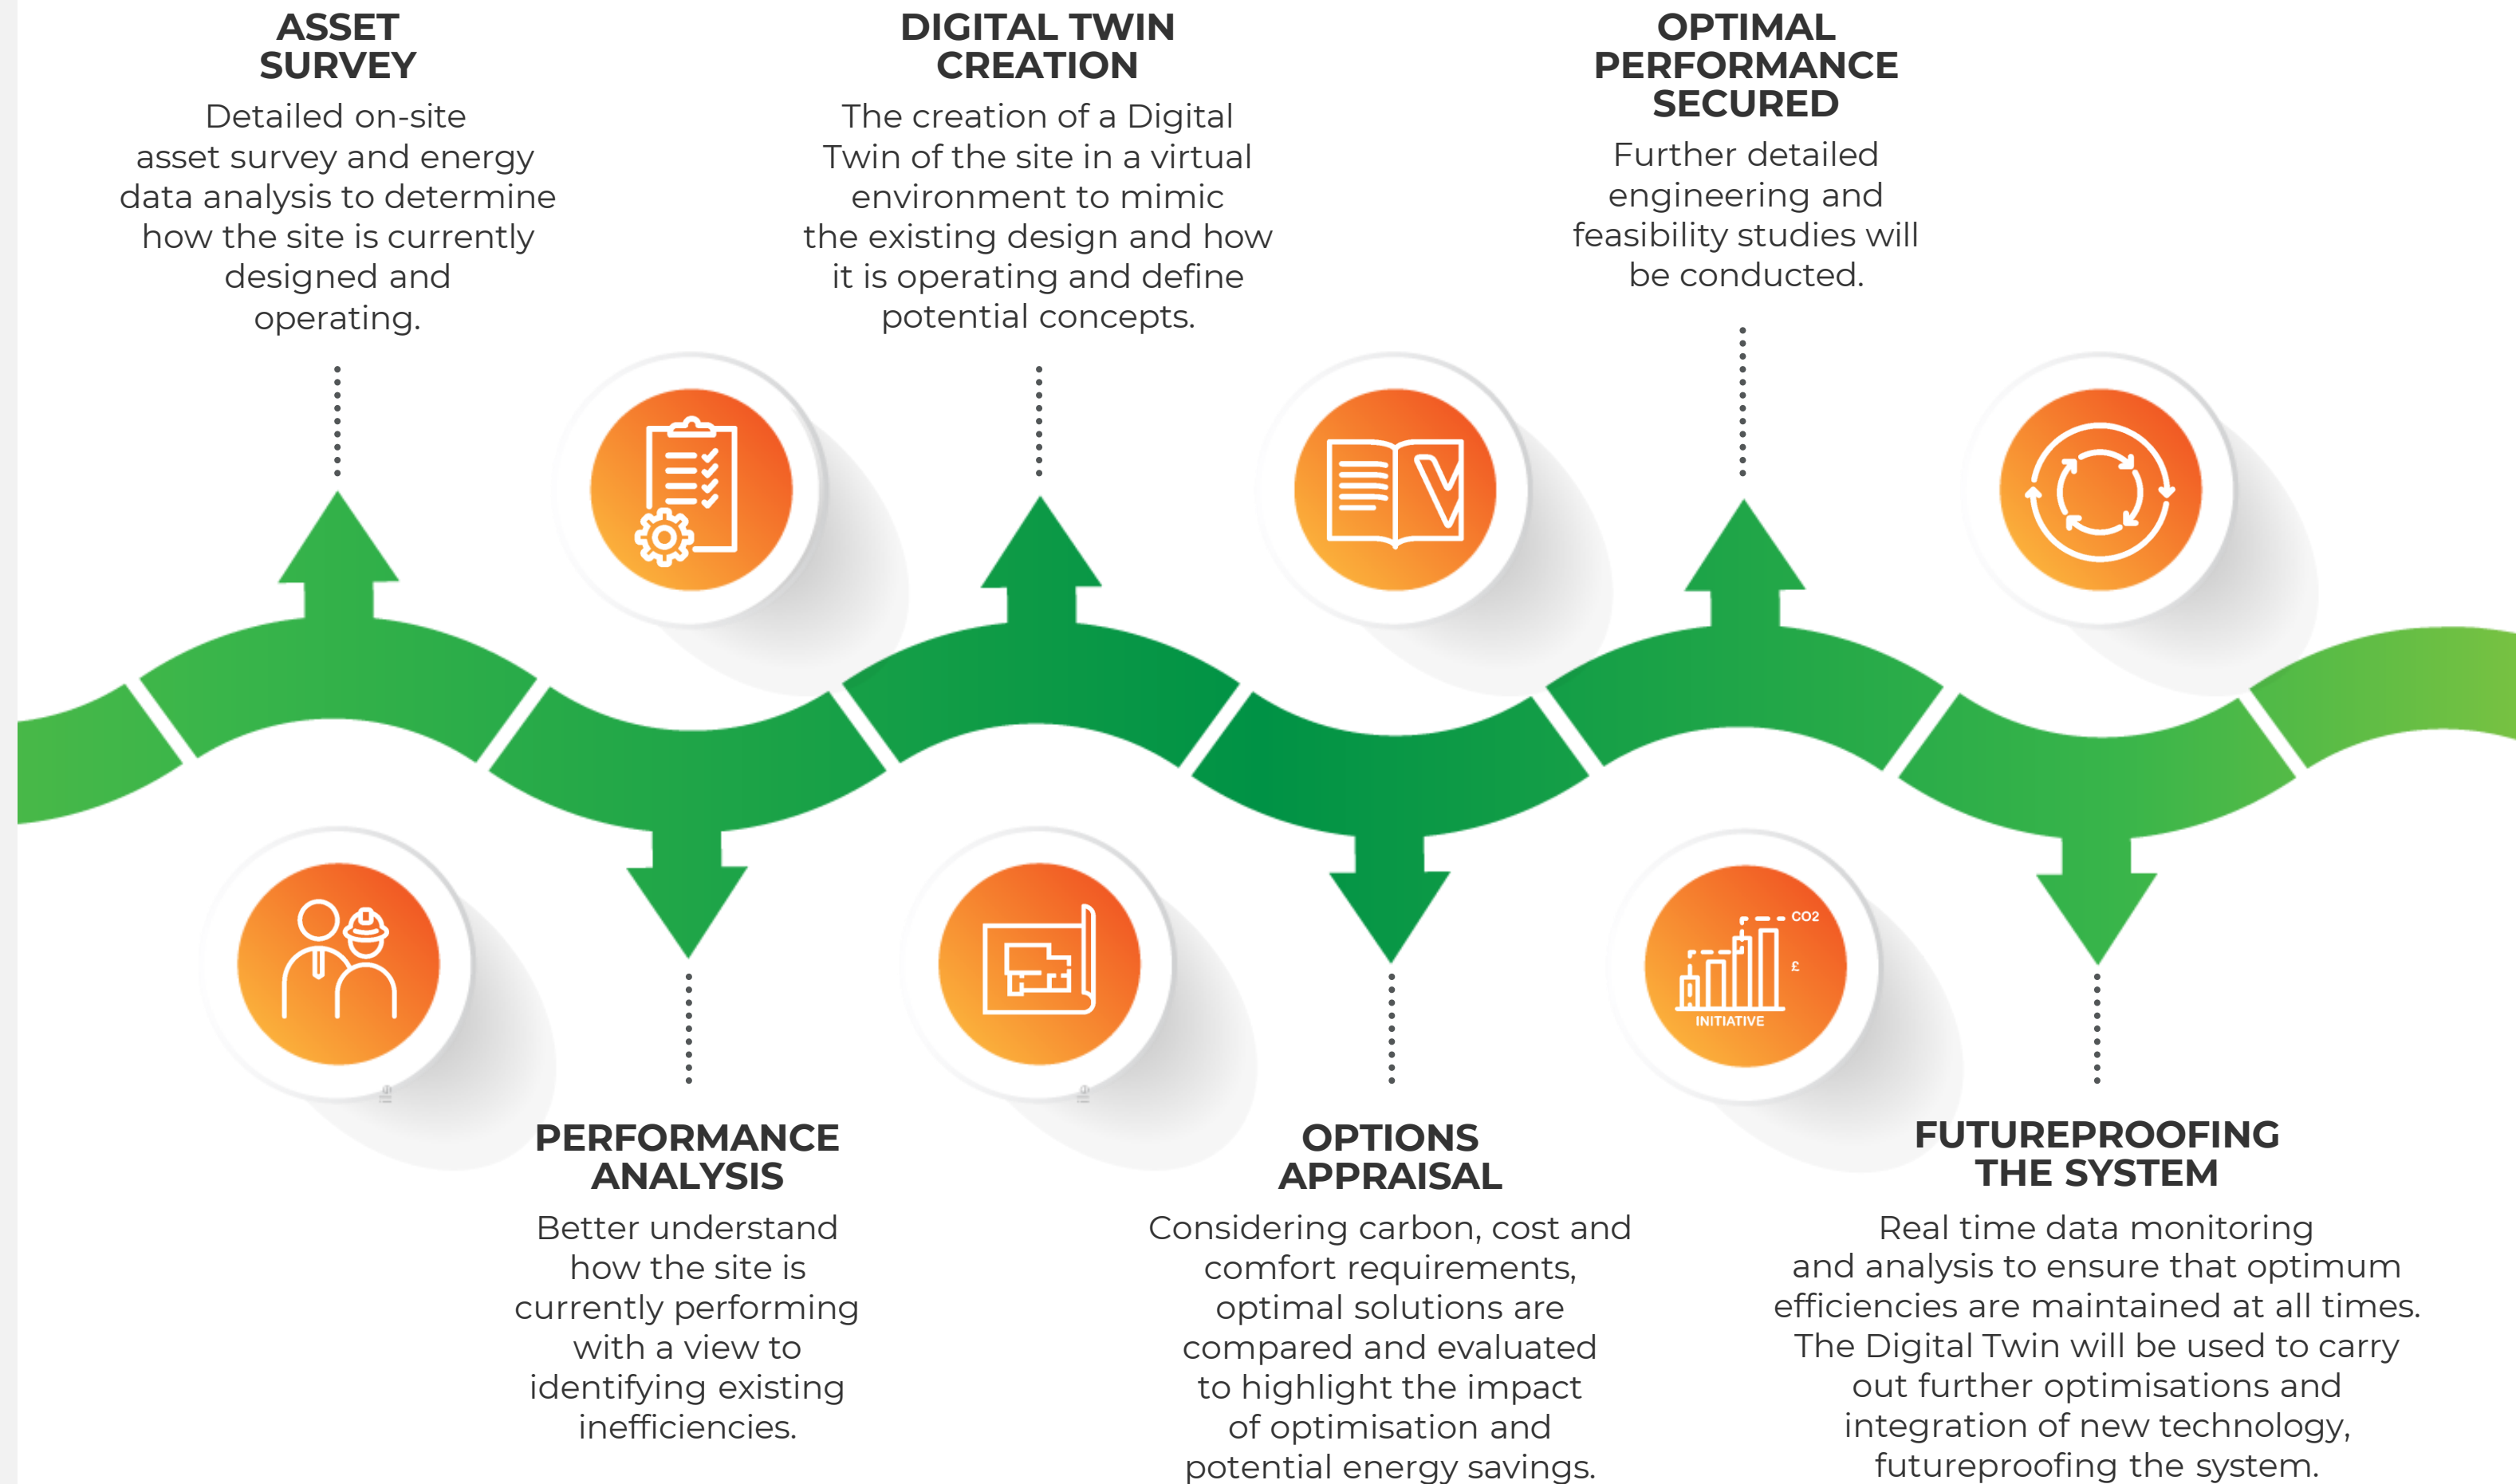 ASSET
SURVEY
Detailed on-site
asset survey and energy
data analysis to determine
how the site is currently
designed and
operating.
PERFORMANCE
ANALYSIS
Better understand
how the site is
currently performing
with a view to
identifying existing
inefficiencies.
DIGITAL TWIN
CREATION
The creation of a Digital
Twin of the site in a virtual
environment to mimic
the existing design and how
it is operating and define
potential concepts.
OPTIONS
APPRAISAL
Considering carbon, cost and
comfort requirements,
optimal solutions are
compared and evaluated
to highlight the impact
of optimisation and
potential energy savings.
OPTIMAL
PERFORMANCE
SECURED
Further detailed
engineering and
feasibility studies will
be conducted.
CO2
£
INITIATIVE
FUTUREPROOFING
THE SYSTEM
Real time data monitoring
and analysis to ensure that optimum
efficiencies are maintained at all times.
The Digital Twin will be used to carry
out further optimisations and
integration of new technology,
futureproofing the system.